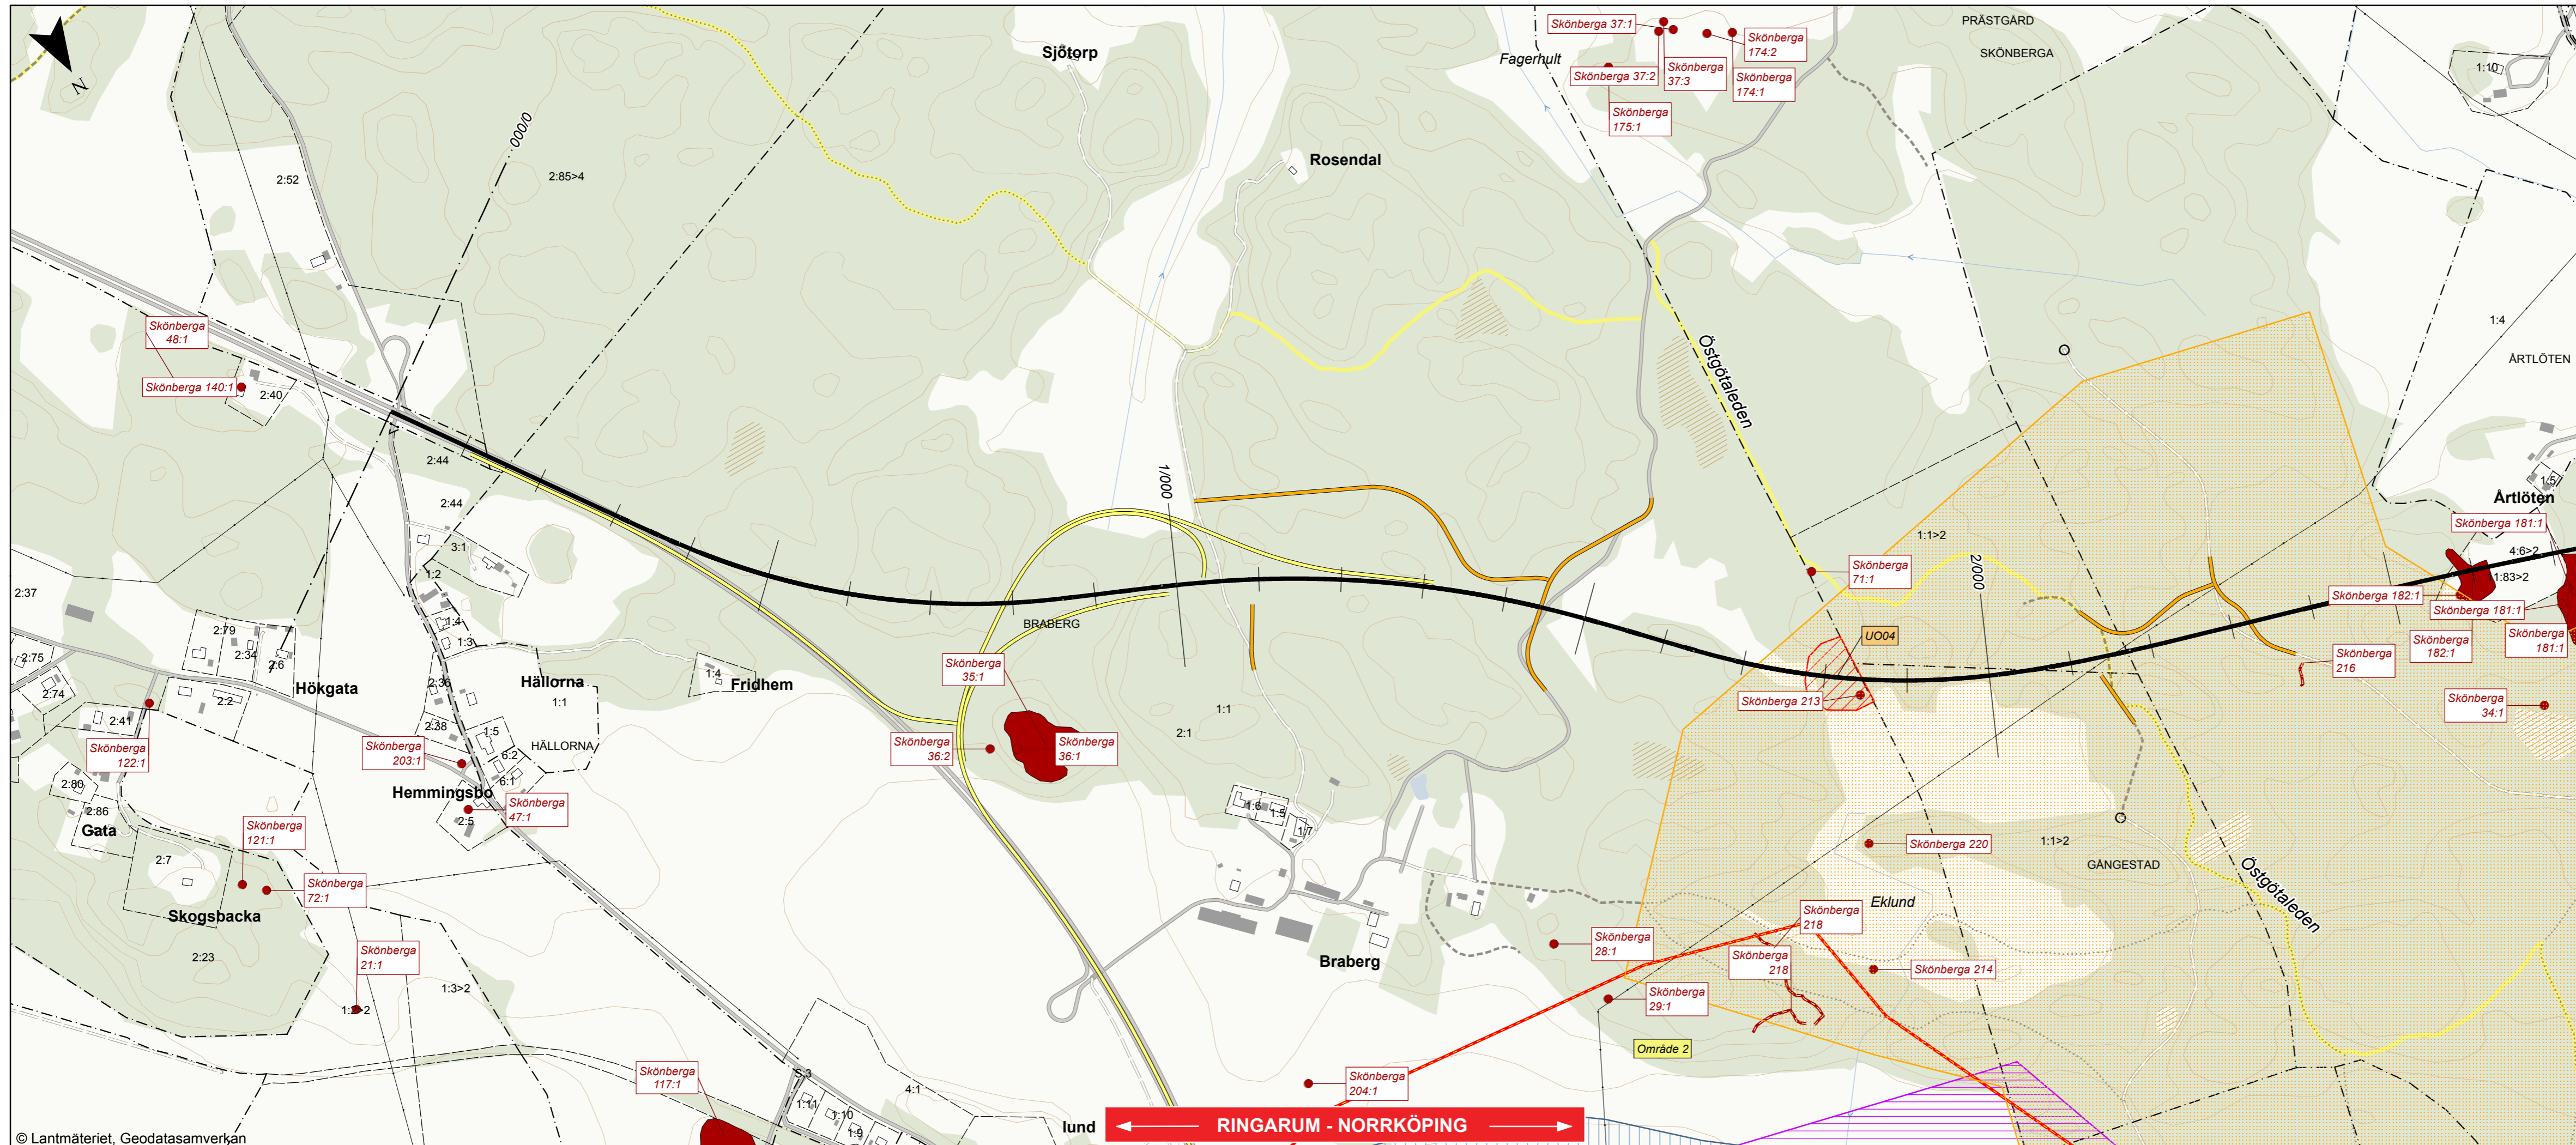 Sjötorp
Skönberga 37:1
Fagerhult
Skönberga
174:2
PRÄSTGÅRD
SKÖNBERGA
1:10
Skönberga 37:2
Skönberga
37:3
Skönberga
174:1
Skönberga
175:1
N
000/0
2:52
2:85>4
Rosendal
Skönberga
48:1
Skönberga 140:1
2:40
1:4
ÅRTLÖTEN
Östgötaleden
2:44
2:44
1/000
3:1
1:2
1:5
Årtlöten
Skönberga 181:1
4:6>2
1:83>2
1:1>2
2/000
Skönberga
71:1
Skönberga 182:1
Skönberga 181:1
Skönberga
182:1
Skönberga
181:1
2:37
2:79
2:34
2:6
2:75
2:74
2:2
2:41
Hökgata
1:4
1:3
2:36
2:38
Hällorna
1:1
HÄLLORNA
1:5
6:2
6:1
1:4
Fridhem
BRABERG
Skönberga
35:1
UO04
Skönberga 213
Skönberga
216
Skönberga
34:1
1:1
2:1
Skönberga
36:2
Skönberga
36:1
Skönberga
122:1
Skönberga
203:1
Hemmingsbo
Skönberga
47:1
2:5
2:80
2:86
Gata
Skönberga
121:1
2:7
Skönberga
72:1
Skogsbacka
2:23
Skönberga
21:1
1:2>2
1:3>2
1:6
1:5
1:7
Skönberga 220
1:1>2
GÄNGESTAD
Östgötaleden
Eklund
Skönberga
218
Skönberga
218
Skönberga 214
Skönberga
28:1
Braberg
Skönberga
29:1
Område 2
Skönberga
117:1
S:3
1:11
1:10
1:9
4:1
Skönberga
204:1
lund
RINGARUM - NORRKÖPING
© Lantmäteriet, Geodatasamverkan